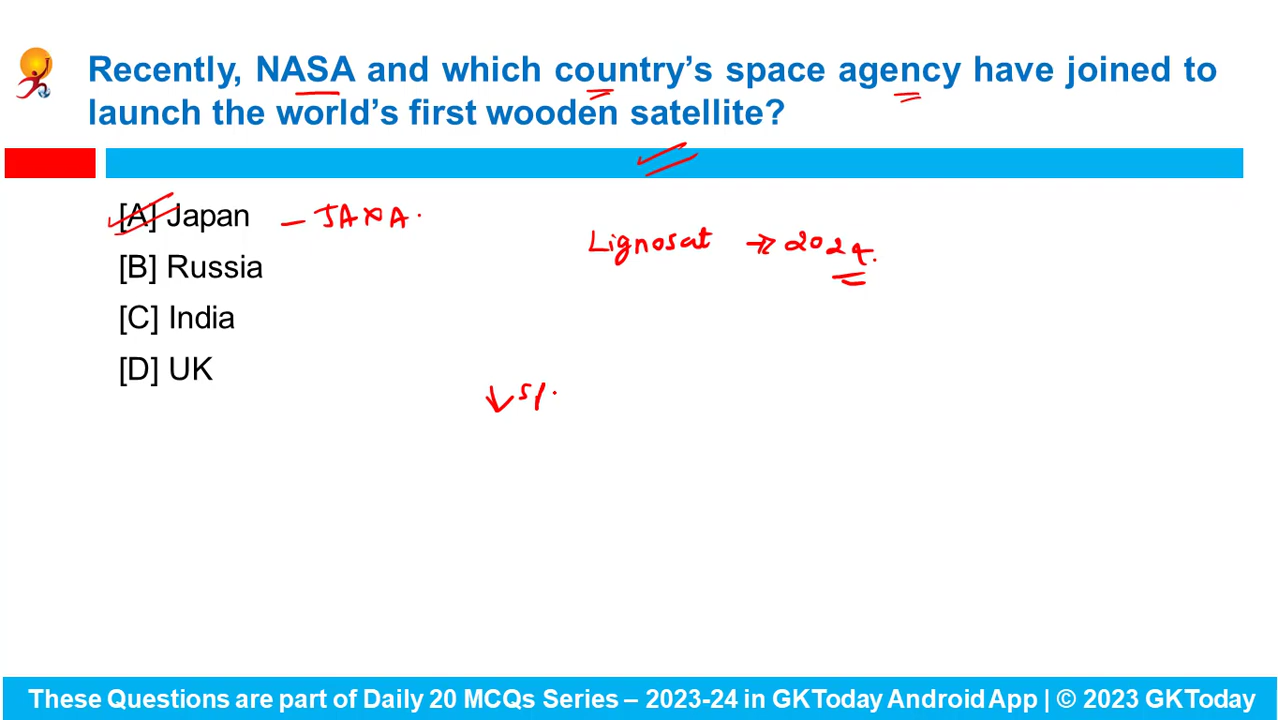 Recently, NASA and which country's space agency have joined to
launch the world's first wooden satellite?
[A] Japan – JAXA.
Lignosat → 2024.
[B] Russia
[C] India
[D] UK
These Questions are part of Daily 20 MCQs Series – 2023-24 in GKToday Android App | © 2023 GKToday